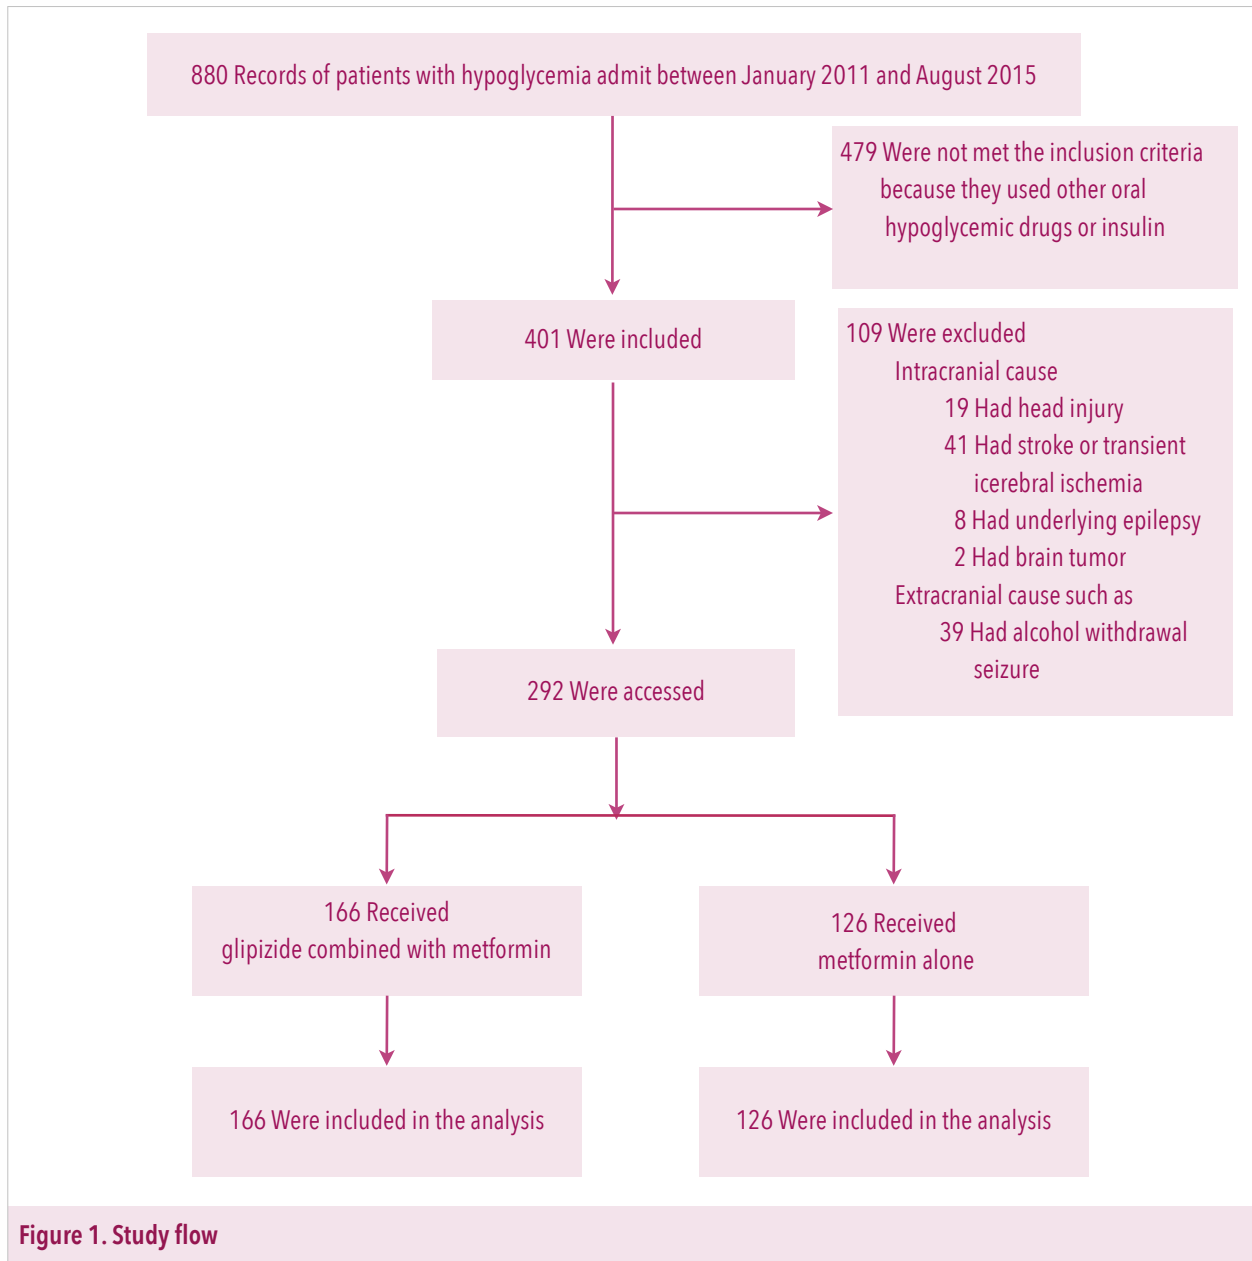 880 Records of patients with hypoglycemia admit between January 2011 and August 2015
479 Were not met the inclusion criteria
because they used other oral
hypoglycemic drugs or insulin
401 Were included
109 Were excluded
Intracranial cause
19 Had head injury
41 Had stroke or transient
icerebral ischemia
8 Had underlying epilepsy
2 Had brain tumor
Extracranial cause such as
39 Had alcohol withdrawal
seizure
292 Were accessed
166 Received
glipizide combined with metformin
126 Received
metformin alone
166 Were included in the analysis
126 Were included in the analysis
Figure 1. Study flow